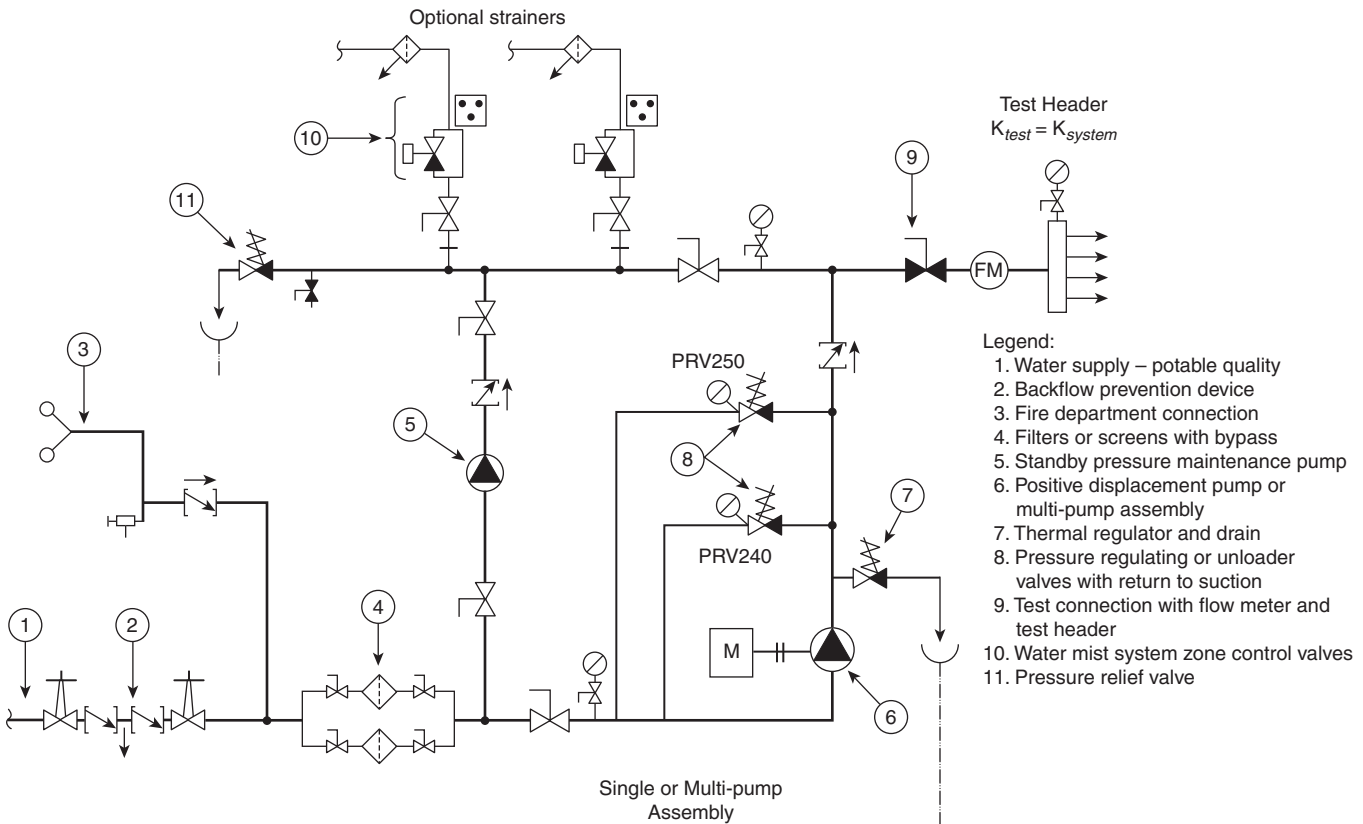 Optional strainers
10
Test Header
K_test = K_system
9
11
FM
3
PRV250
5
8
PRV240
7
1
2
4
M
6
Single or Multi-pump
Assembly
Legend:
1. Water supply – potable quality
2. Backflow prevention device
3. Fire department connection
4. Filters or screens with bypass
5. Standby pressure maintenance pump
6. Positive displacement pump or
multi-pump assembly
7. Thermal regulator and drain
8. Pressure regulating or unloader
valves with return to suction
9. Test connection with flow meter and
test header
10. Water mist system zone control valves
11. Pressure relief valve